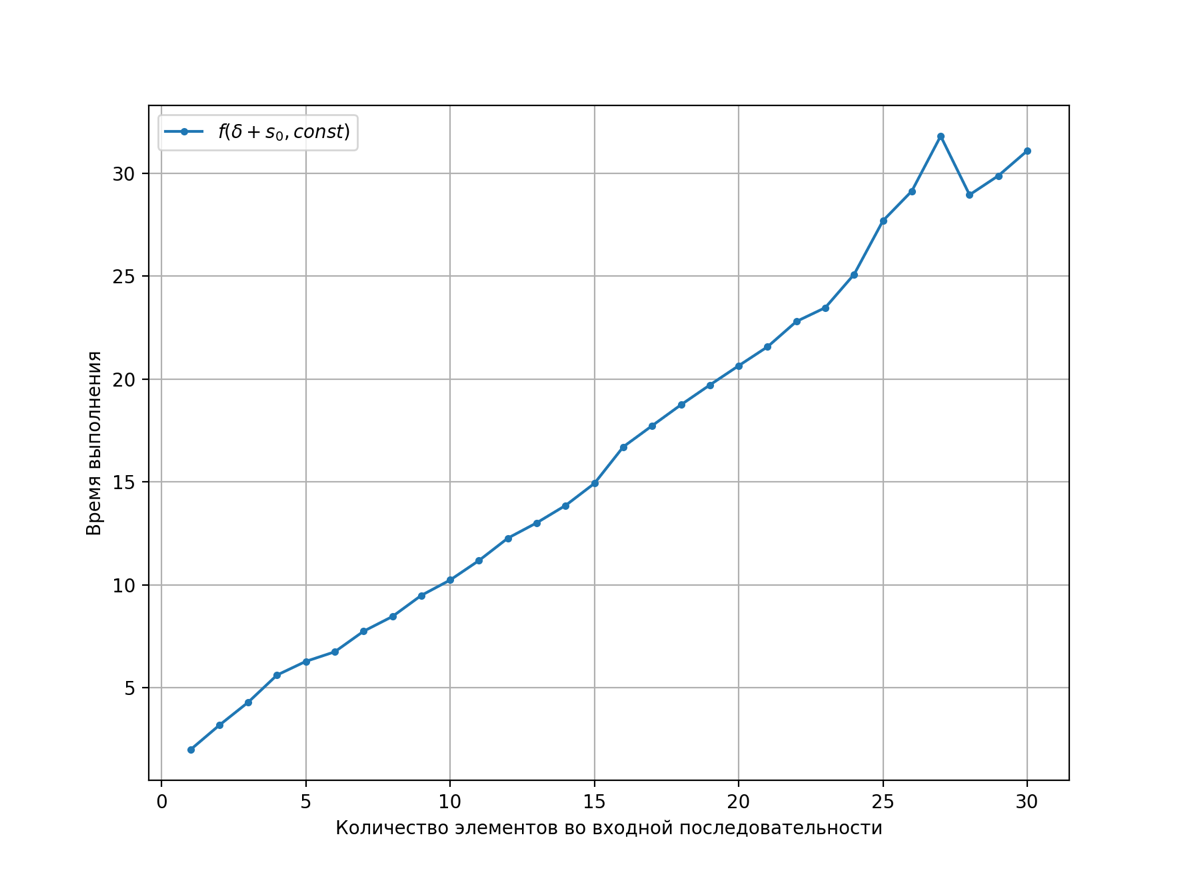 f(δ + s₀, const)
30
25
20
15
10
5
Время выполнения
0 5 10 15 20 25 30
Количество элементов во входной последовательности